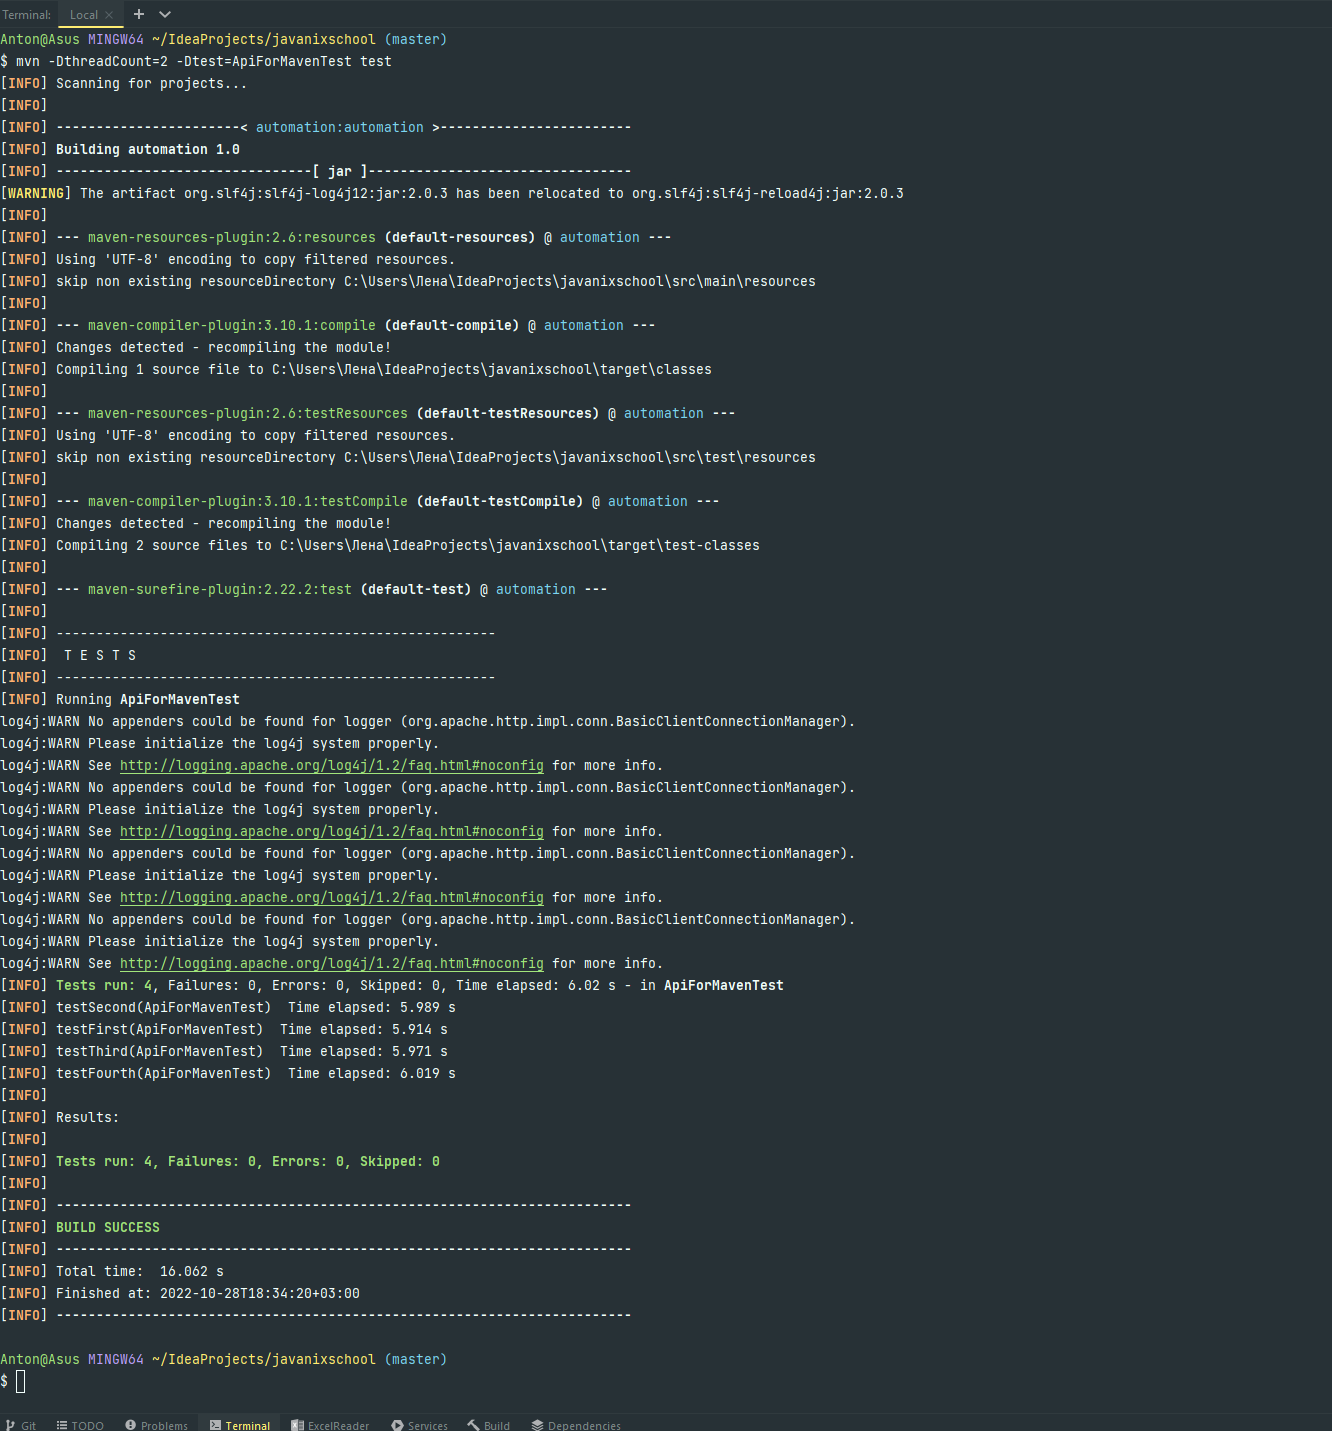 Terminal: Local × +
Anton@Asus MINGW64 ~/IdeaProjects/javanixschool (master)
$ mvn -DthreadCount=2 -Dtest=ApiForMavenTest test
[INFO] Scanning for projects...
[INFO]
[INFO] -----------------------< automation:automation >------------------------
[INFO] Building automation 1.0
[INFO] --------------------------------[ jar ]---------------------------------
[WARNING] The artifact org.slf4j:slf4j-log4j12:jar:2.0.3 has been relocated to org.slf4j:slf4j-reload4j:jar:2.0.3
[INFO]
[INFO] --- maven-resources-plugin:2.6:resources (default-resources) @ automation ---
[INFO] Using 'UTF-8' encoding to copy filtered resources.
[INFO] skip non existing resourceDirectory C:\Users\Лена\IdeaProjects\javanixschool\src\main\resources
[INFO]
[INFO] --- maven-compiler-plugin:3.10.1:compile (default-compile) @ automation ---
[INFO] Changes detected - recompiling the module!
[INFO] Compiling 1 source file to C:\Users\Лена\IdeaProjects\javanixschool\target\classes
[INFO]
[INFO] --- maven-resources-plugin:2.6:testResources (default-testResources) @ automation ---
[INFO] Using 'UTF-8' encoding to copy filtered resources.
[INFO] skip non existing resourceDirectory C:\Users\Лена\IdeaProjects\javanixschool\src\test\resources
[INFO]
[INFO] --- maven-compiler-plugin:3.10.1:testCompile (default-testCompile) @ automation ---
[INFO] Changes detected - recompiling the module!
[INFO] Compiling 2 source files to C:\Users\Лена\IdeaProjects\javanixschool\target\test-classes
[INFO]
[INFO] --- maven-surefire-plugin:2.22.2:test (default-test) @ automation ---
[INFO]
[INFO] -------------------------------------------------------
[INFO]  T E S T S
[INFO] -------------------------------------------------------
[INFO] Running ApiForMavenTest
log4j:WARN No appenders could be found for logger (org.apache.http.impl.conn.BasicClientConnectionManager).
log4j:WARN Please initialize the log4j system properly.
log4j:WARN See http://logging.apache.org/log4j/1.2/faq.html#noconfig for more info.
log4j:WARN No appenders could be found for logger (org.apache.http.impl.conn.BasicClientConnectionManager).
log4j:WARN Please initialize the log4j system properly.
log4j:WARN See http://logging.apache.org/log4j/1.2/faq.html#noconfig for more info.
log4j:WARN No appenders could be found for logger (org.apache.http.impl.conn.BasicClientConnectionManager).
log4j:WARN Please initialize the log4j system properly.
log4j:WARN See http://logging.apache.org/log4j/1.2/faq.html#noconfig for more info.
log4j:WARN No appenders could be found for logger (org.apache.http.impl.conn.BasicClientConnectionManager).
log4j:WARN Please initialize the log4j system properly.
log4j:WARN See http://logging.apache.org/log4j/1.2/faq.html#noconfig for more info.
[INFO] Tests run: 4, Failures: 0, Errors: 0, Skipped: 0, Time elapsed: 6.02 s - in ApiForMavenTest
[INFO] testSecond(ApiForMavenTest)  Time elapsed: 5.989 s
[INFO] testFirst(ApiForMavenTest)  Time elapsed: 5.914 s
[INFO] testThird(ApiForMavenTest)  Time elapsed: 5.971 s
[INFO] testFourth(ApiForMavenTest)  Time elapsed: 6.019 s
[INFO]
[INFO] Results:
[INFO]
[INFO] Tests run: 4, Failures: 0, Errors: 0, Skipped: 0
[INFO]
[INFO] ------------------------------------------------------------------------
[INFO] BUILD SUCCESS
[INFO] ------------------------------------------------------------------------
[INFO] Total time:  16.062 s
[INFO] Finished at: 2022-10-28T18:34:20+03:00
[INFO] ------------------------------------------------------------------------
Anton@Asus MINGW64 ~/IdeaProjects/javanixschool (master)
$
Git TODO Problems Terminal ExcelReader Services Build Dependencies